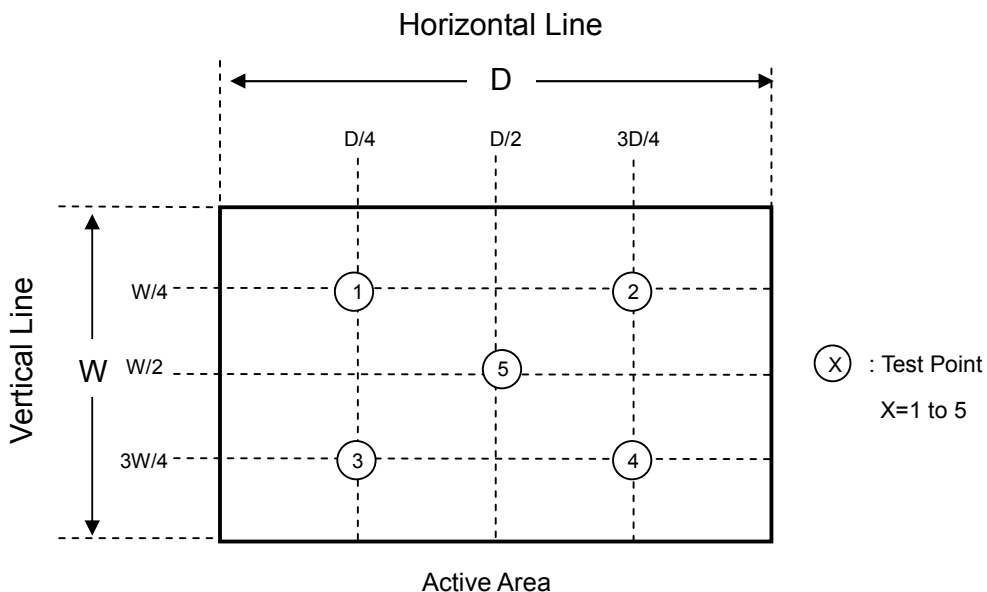 Horizontal Line
D
D/4 D/2 3D/4
Vertical Line
W
W/4
W/2
3W/4
1 2
5
3 4
X : Test Point
X=1 to 5
Active Area